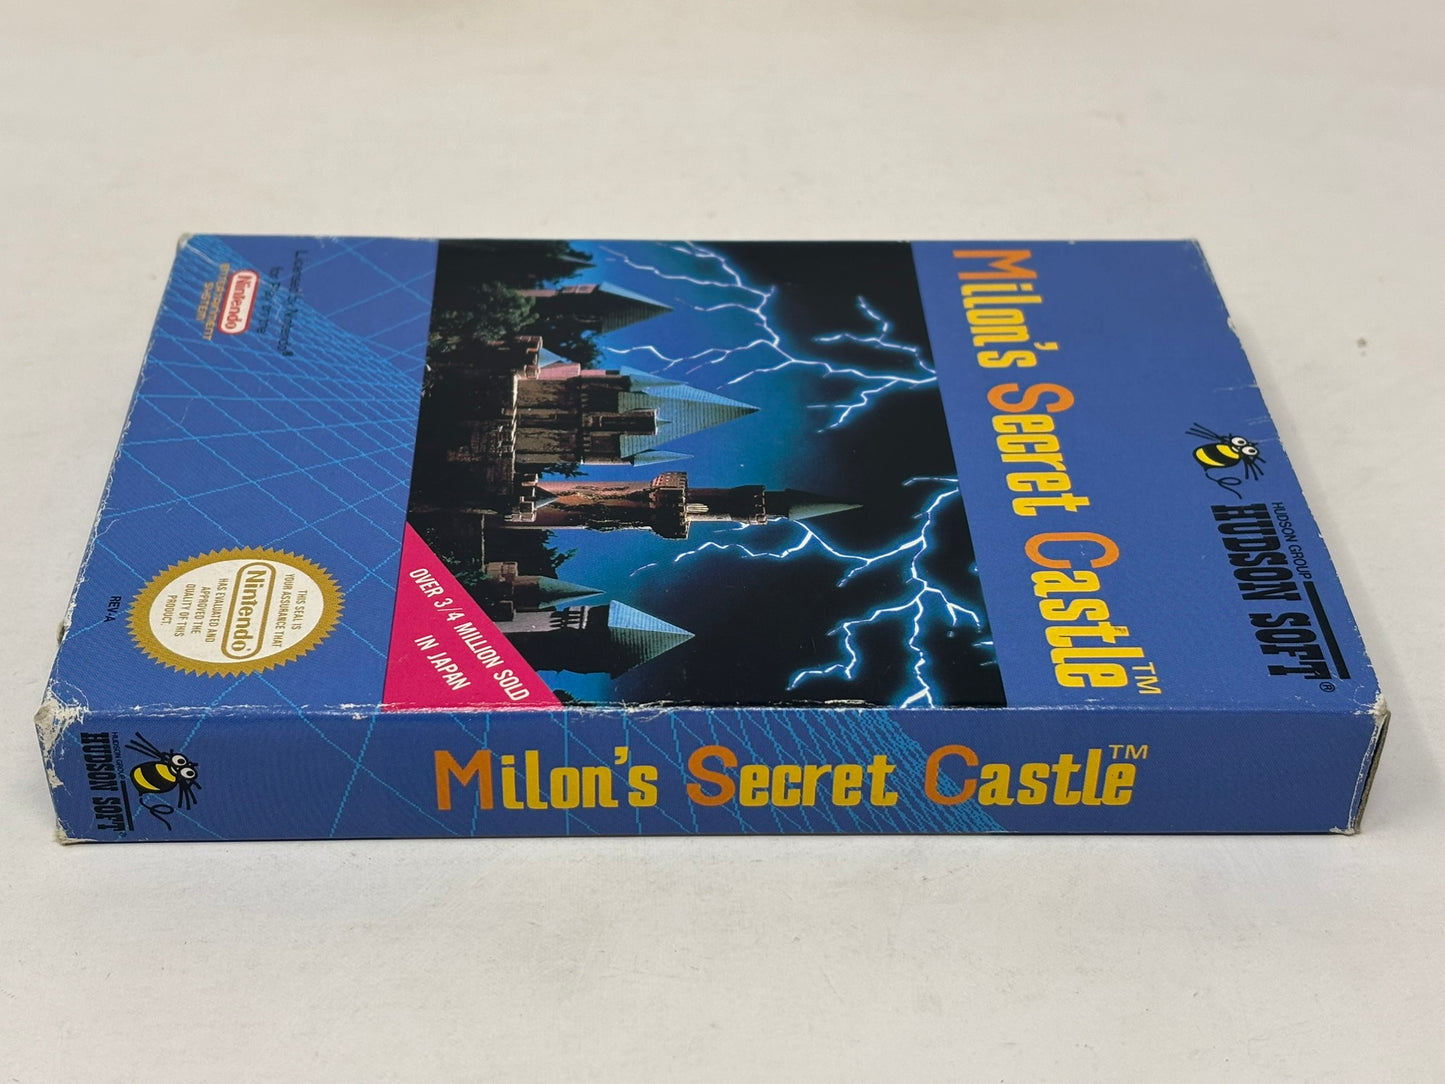 HUDSON GROUP
HUDSON SOFT®
Milon's Secret Castle™
OVER 3/4 MILLION SOLD
IN JAPAN
Licensed by Nintendo®
for Play on the
Nintendo
ENTERTAINMENT
SYSTEM
THIS SEAL IS
YOUR ASSURANCE THAT
Nintendo
HAS EVALUATED AND
APPROVED THE
QUALITY OF THIS
PRODUCT.
REV-A
HUDSON GROUP
HUDSON SOFT™
Milon's Secret Castle™